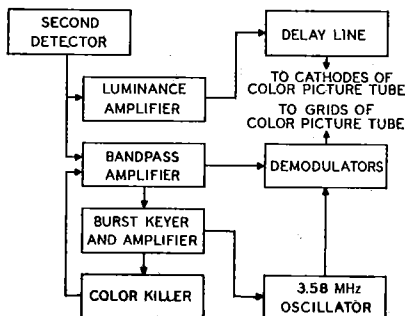 SECOND
DETECTOR
DELAY LINE
LUMINANCE
AMPLIFIER
TO CATHODES OF
COLOR PICTURE TUBE
TO GRIDS OF
COLOR PICTURE TUBE
BANDPASS
AMPLIFIER
DEMODULATORS
BURST KEYER
AND AMPLIFIER
COLOR KILLER
3.58 MHz
OSCILLATOR